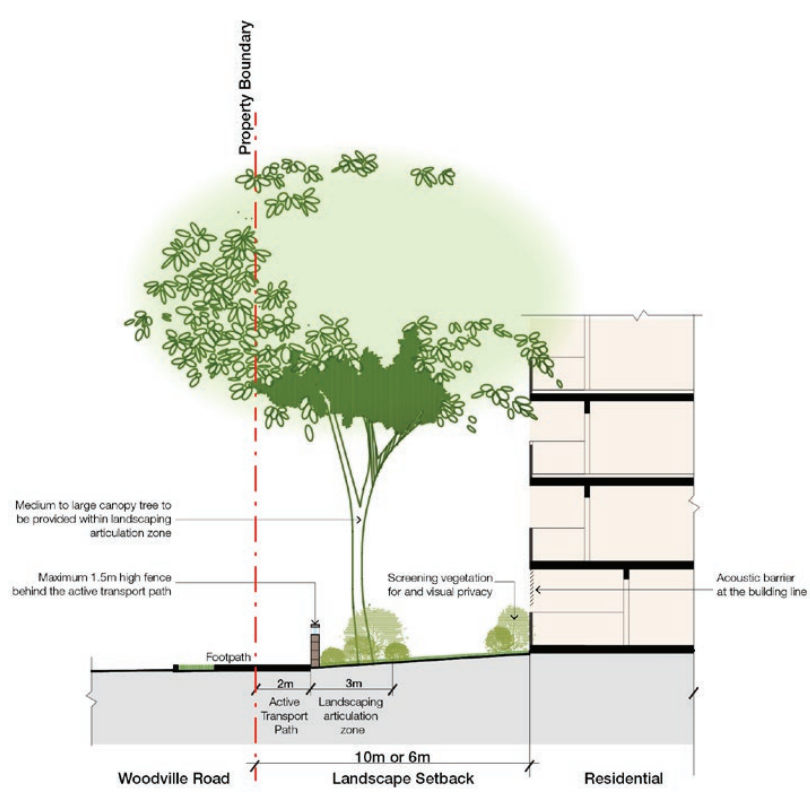 Property Boundary
Medium to large canopy tree to
be provided within landscaping
articulation zone
Maximum 1.5m high fence
behind the active transport path
Screening vegetation
for and visual privacy
Acoustic barrier
at the building line
Footpath
2m
3m
Active
Transport
Path
Landscaping
articulation
zone
10m or 6m
Woodville Road
Landscape Setback
Residential